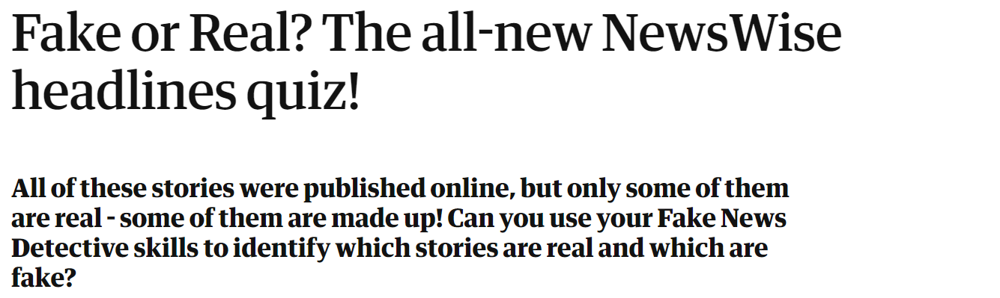 Fake or Real? The all-new NewsWise
headlines quiz!
All of these stories were published online, but only some of them
are real - some of them are made up! Can you use your Fake News
Detective skills to identify which stories are real and which are
fake?